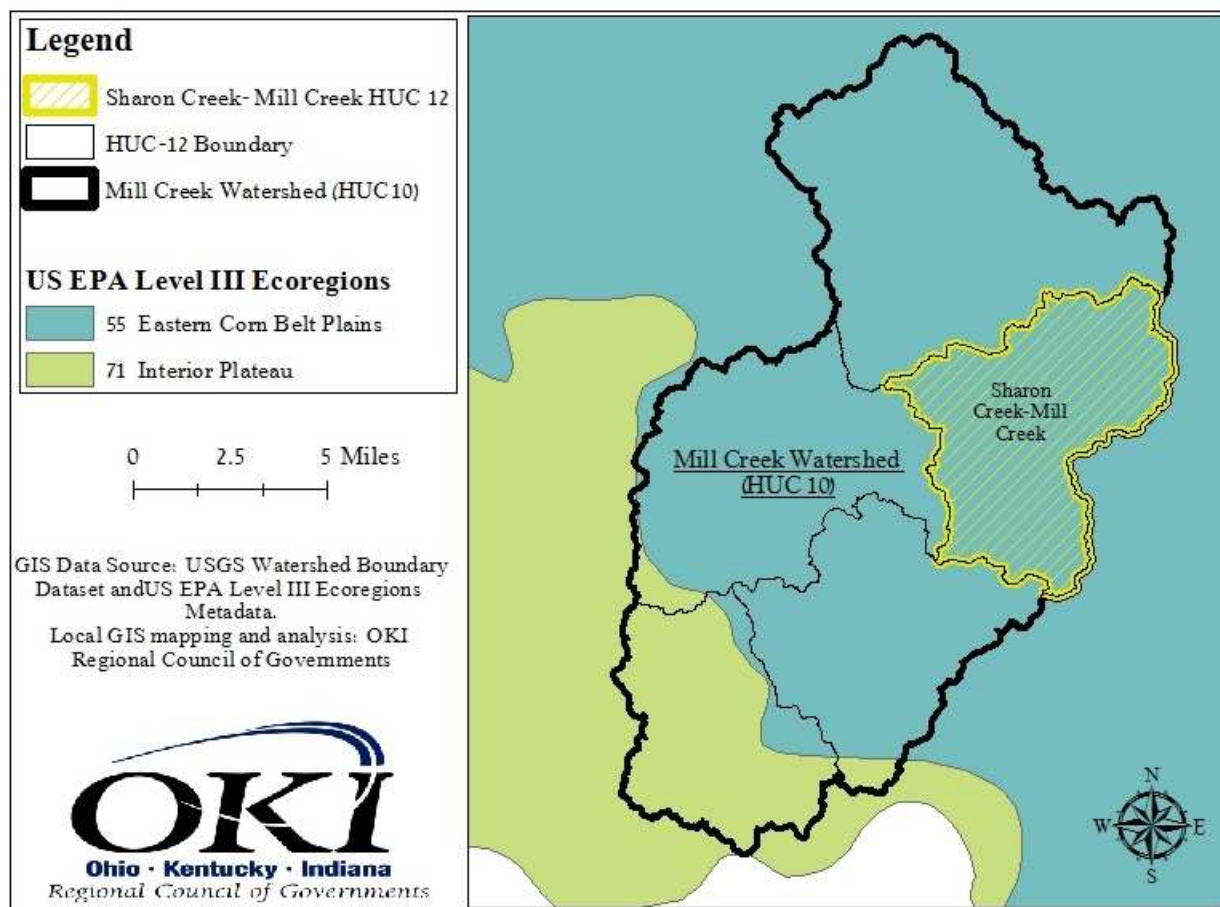 Legend
Sharon Creek- Mill Creek HUC 12
HUC-12 Boundary
Mill Creek Watershed (HUC10)
US EPA Level III Ecoregions
55 Eastern Corn Belt Plains
71 Interior Plateau
0 2.5 5 Miles
GIS Data Source: USGS Watershed Boundary
Dataset andUS EPA Level III Ecoregions
Metadata.
Local GIS mapping and analysis: OKI
Regional Council of Governments
OKI
Ohio · Kentucky · Indiana
Regional Council of Governments
Sharon
Creek-Mill
Creek
Mill Creek Watershed
(HUC 10)
N
W E
S